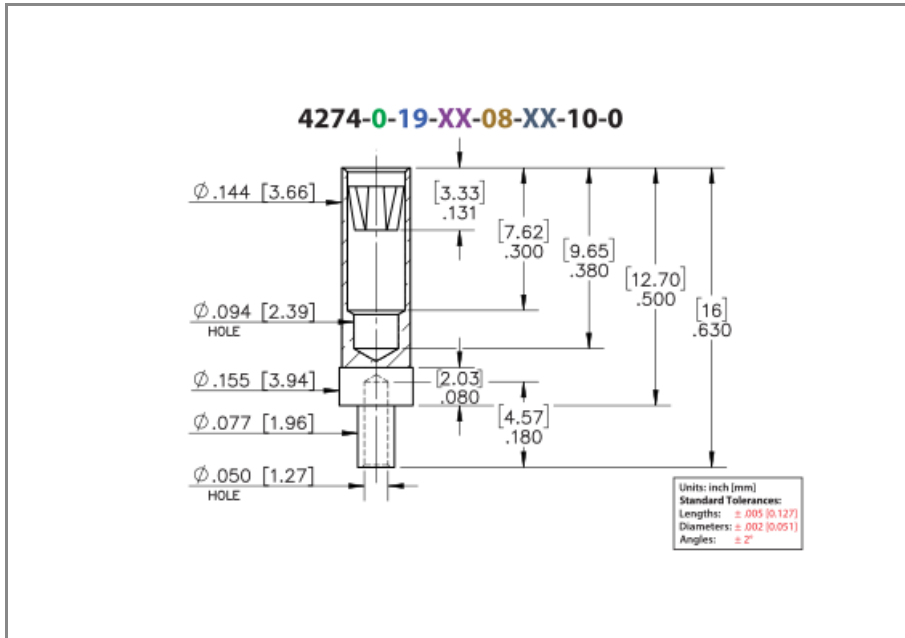 4274-0-19-XX-08-XX-10-0
Ø.144 [3.66]
[3.33]
.131
[7.62]
.300
[9.65]
.380
[12.70]
.500
[16]
.630
Ø.094 [2.39]
HOLE
Ø.155 [3.94]
[2.03]
.080
Ø.077 [1.96]
[4.57]
.180
Ø.050 [1.27]
HOLE
Units: inch [mm]
Standard Tolerances:
Lengths: ± .005 [0.127]
Diameters: ± .002 [0.051]
Angles: ± 2°